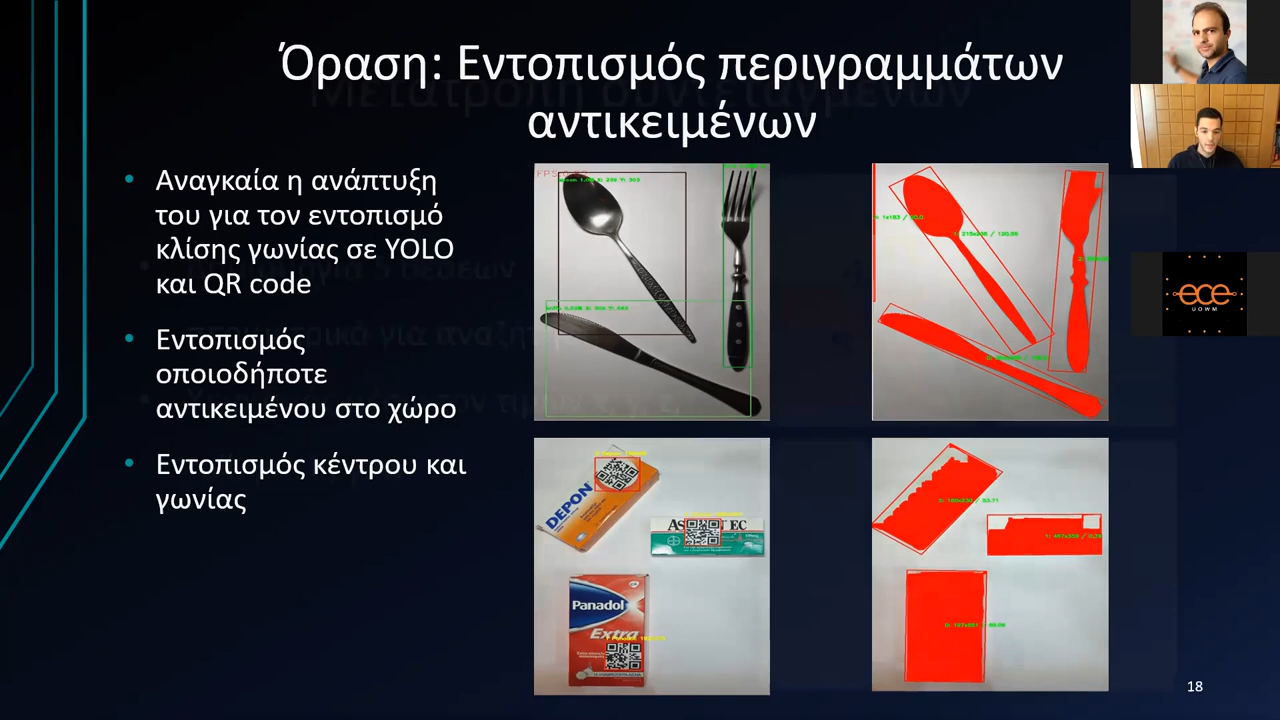 Όραση: Εντοπισμός περιγραμμάτων
αντικειμένων
Αναγκαία η ανάπτυξη
του για τον εντοπισμό
κλίσης γωνίας σε YOLO
και QR code
Εντοπισμός
οποιοδήποτε
αντικειμένου στο χώρο
Εντοπισμός κέντρου και
γωνίας
DEPON
EC
Panadol
Extra
ece
UOWM
18